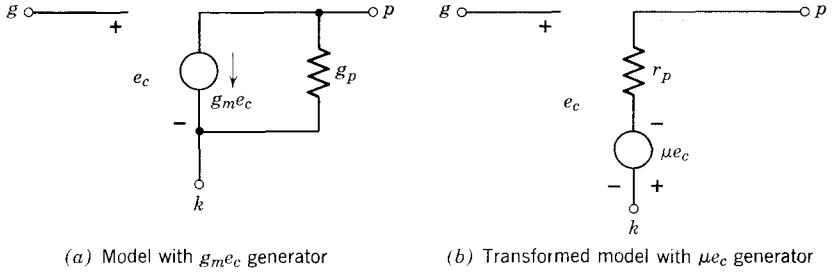 g + p
e_c g_m e_c g_p
−
k
(a) Model with g_m e_c generator
g + p
r_p
e_c
−
μe_c
− +
k
(b) Transformed model with μe_c generator